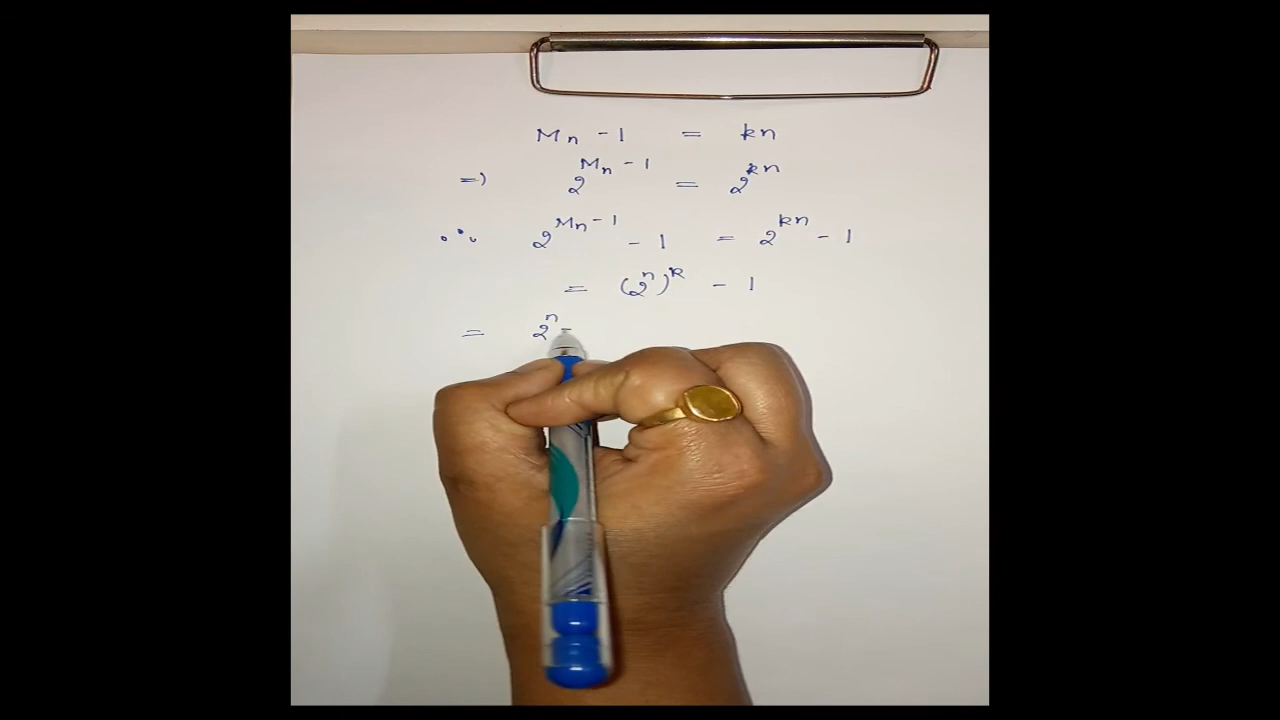 Mn - 1 = kn
=) 2^{Mn - 1} = 2^{kn}
∴ 2^{Mn - 1} - 1 = 2^{kn} - 1
= (2^n)^k - 1
= 2^n -